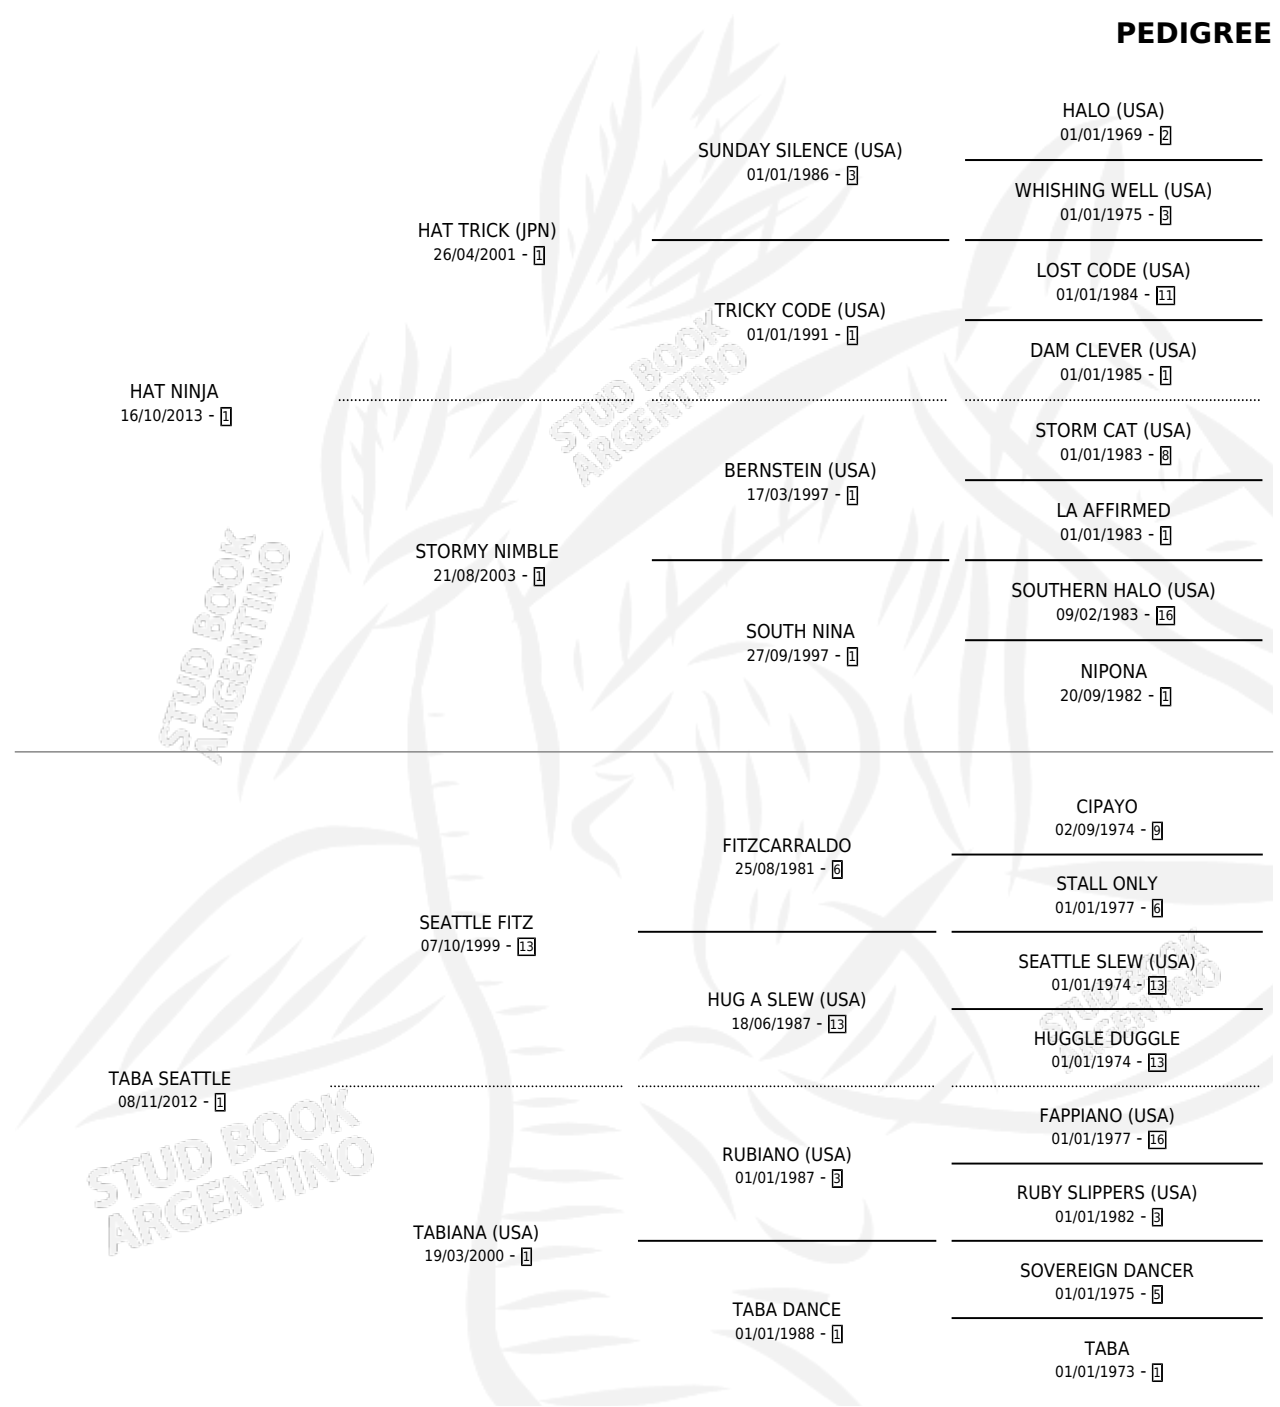 PEDIGREE
HALO (USA)
01/01/1969 - 2
SUNDAY SILENCE (USA)
01/01/1986 - 3
WHISHING WELL (USA)
01/01/1975 - 3
HAT TRICK (JPN)
26/04/2001 - 1
LOST CODE (USA)
01/01/1984 - 11
TRICKY CODE (USA)
01/01/1991 - 1
DAM CLEVER (USA)
01/01/1985 - 1
HAT NINJA
16/10/2013 - 1
STUD BOOK
ARGENTINO
STORM CAT (USA)
01/01/1983 - 8
BERNSTEIN (USA)
17/03/1997 - 1
LA AFFIRMED
01/01/1983 - 1
STORMY NIMBLE
21/08/2003 - 1
SOUTHERN HALO (USA)
09/02/1983 - 16
SOUTH NINA
27/09/1997 - 1
NIPONA
20/09/1982 - 1
STUD BOOK
ARGENTINO
CIPAYO
02/09/1974 - 9
FITZCARRALDO
25/08/1981 - 6
STALL ONLY
01/01/1977 - 6
SEATTLE FITZ
07/10/1999 - 13
SEATTLE SLEW (USA)
01/01/1974 - 13
HUG A SLEW (USA)
18/06/1987 - 13
HUGGLE DUGGLE
01/01/1974 - 13
STUD BOOK
ARGENTINO
TABA SEATTLE
08/11/2012 - 1
FAPPIANO (USA)
01/01/1977 - 16
RUBIANO (USA)
01/01/1987 - 3
RUBY SLIPPERS (USA)
01/01/1982 - 3
TABIANA (USA)
19/03/2000 - 1
SOVEREIGN DANCER
01/01/1975 - 5
TABA DANCE
01/01/1988 - 1
TABA
01/01/1973 - 1
STUD BOOK
ARGENTINO